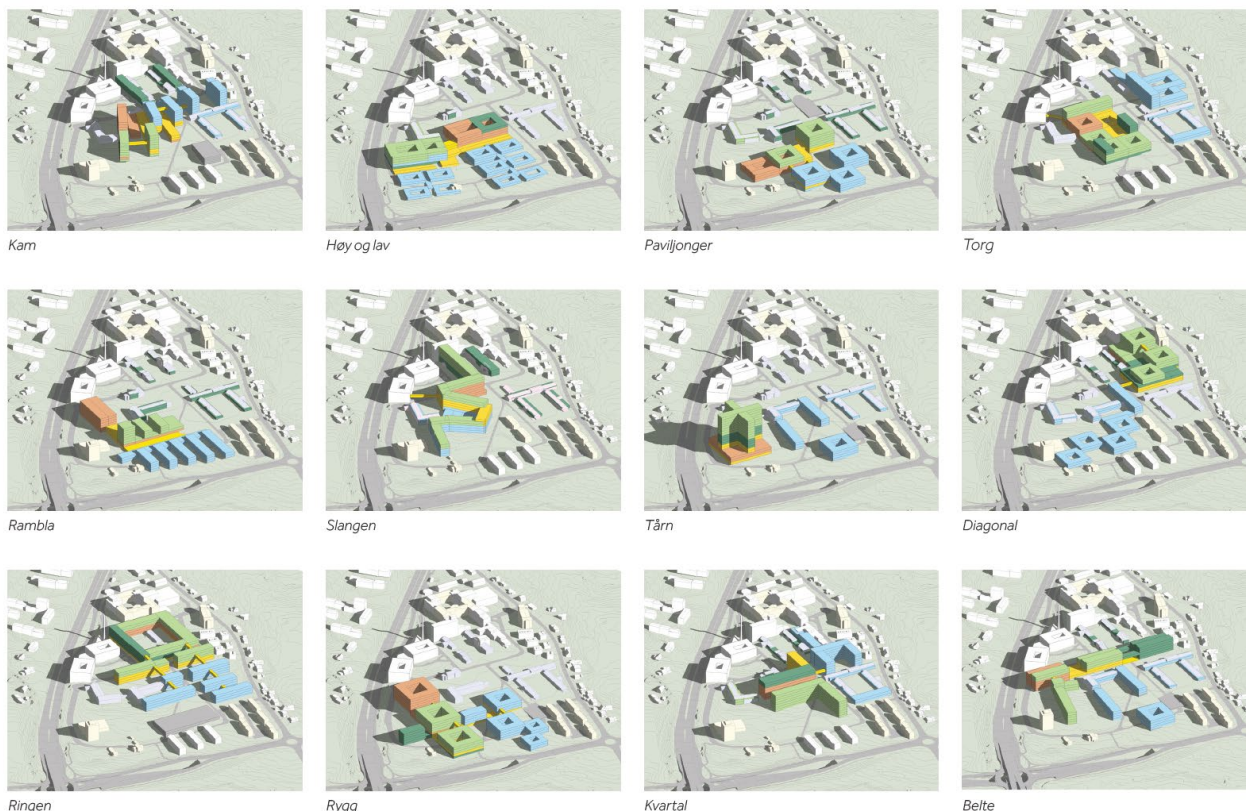 Kam
Høy og lav
Paviljonger
Torg
Rambla
Slangen
Tårn
Diagonal
Ringen
Rygg
Kvartal
Belte